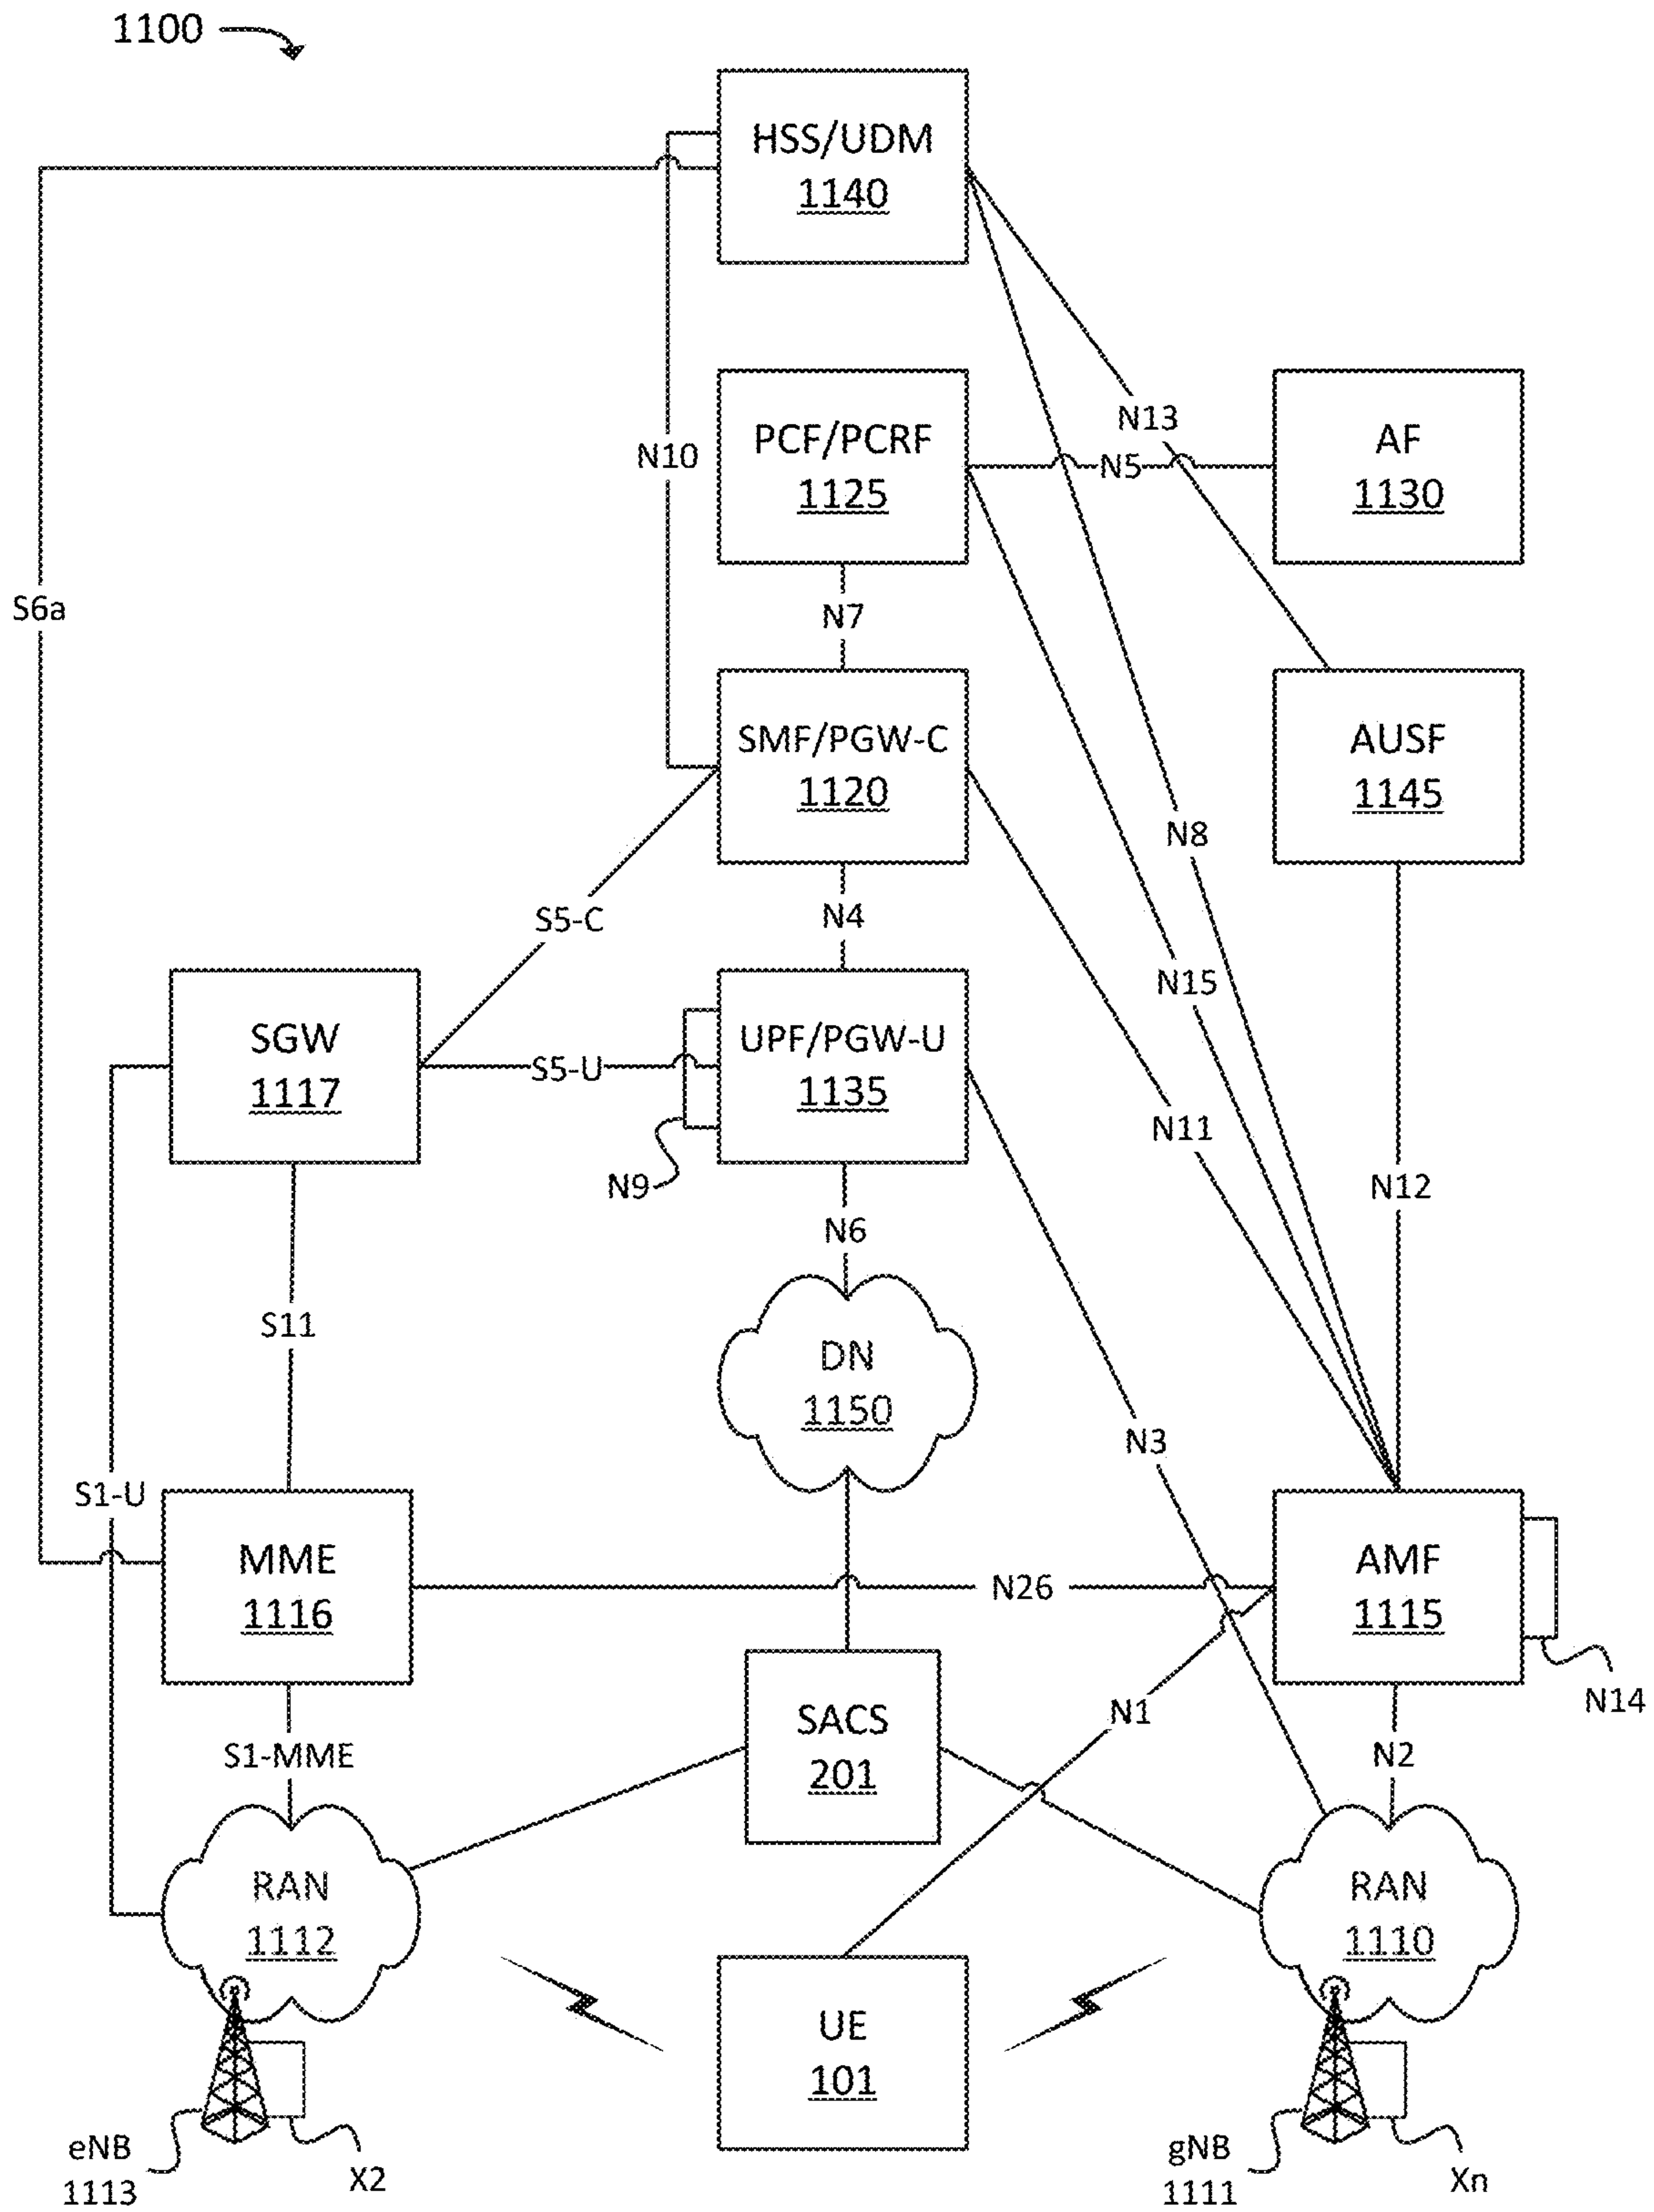 1100
HSS/UDM
1140
PCF/PCRF
1125
N13
AF
1130
N10
N5
S6a
N7
SMF/PGW-C
1120
AUSF
1145
N8
S5-C
N4
N15
SGW
1117
S5-U
UPF/PGW-U
1135
N11
N9
N12
N6
S11
DN
1150
N3
S1-U
MME
1116
N26
AMF
1115
N14
SACS
201
N1
S1-MME
N2
RAN
1112
RAN
1110
UE
101
eNB
1113
X2
gNB
1111
Xn